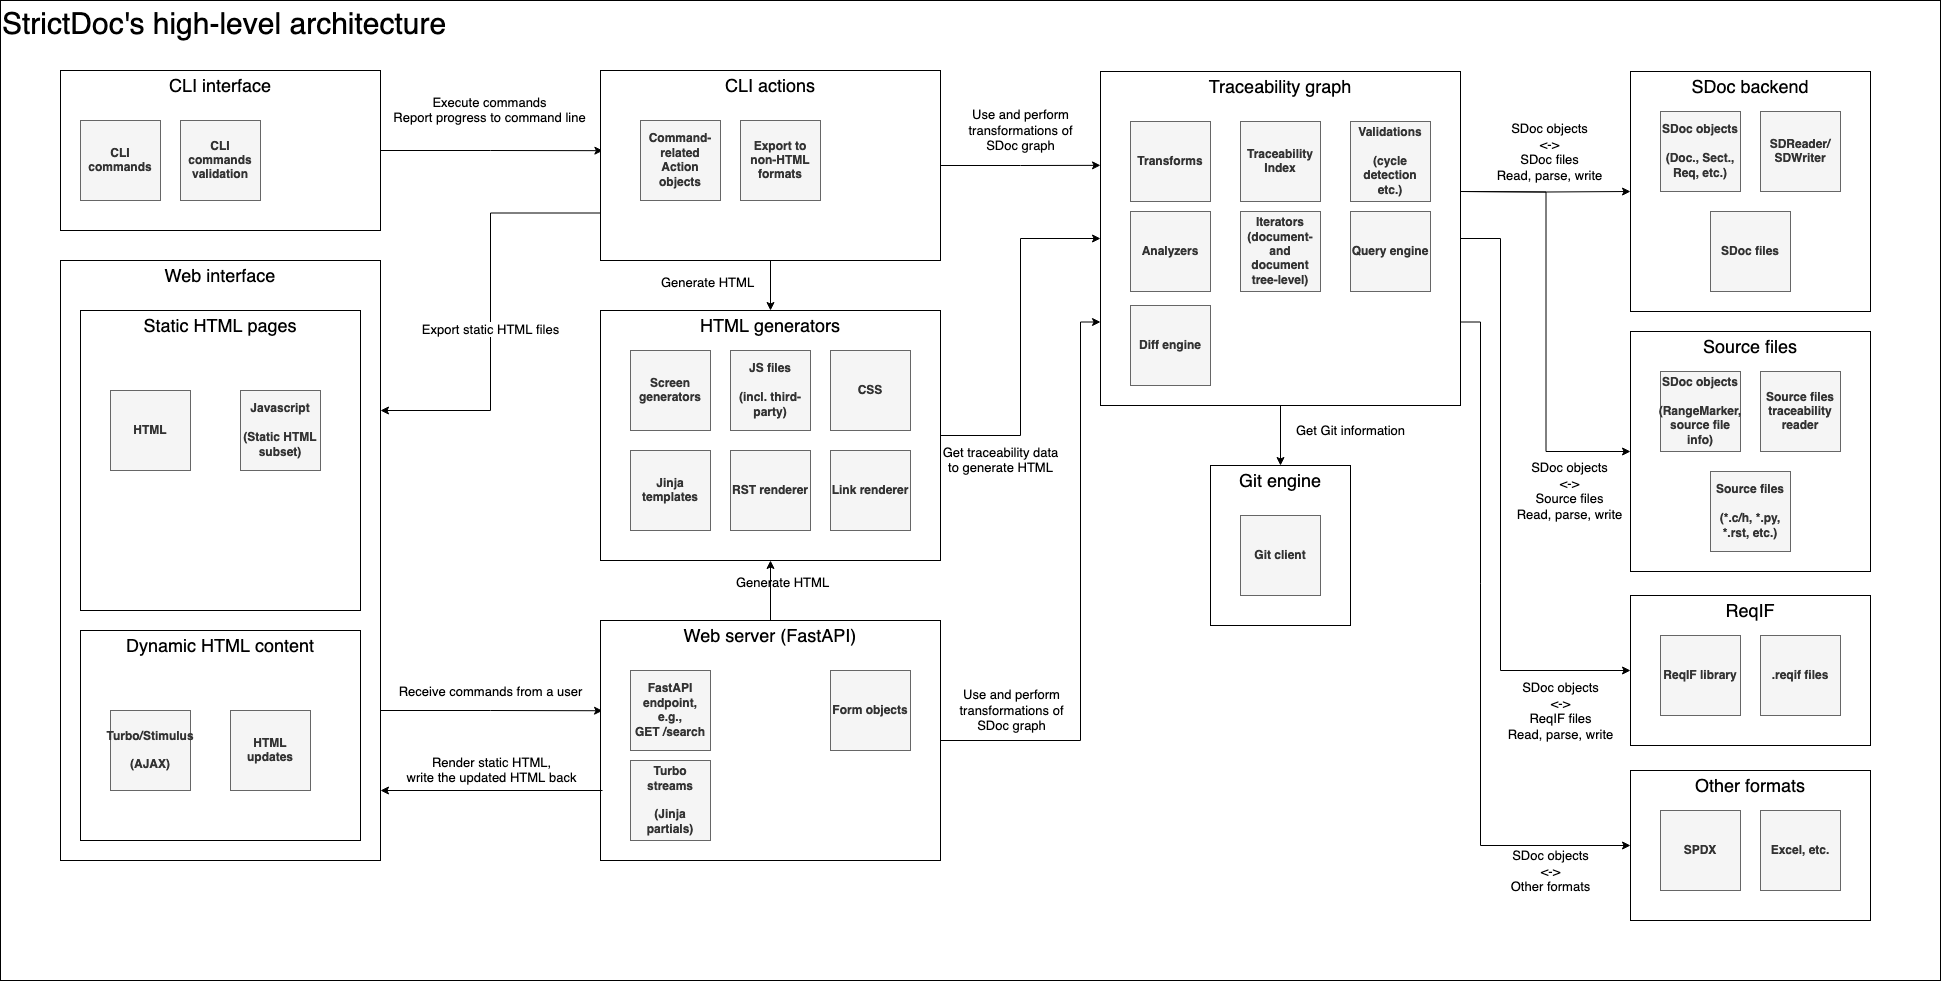 StrictDoc's high-level architecture
CLI interface
CLI
commands
CLI
commands
validation
Execute commands
Report progress to command line
CLI actions
Command-
related
Action
objects
Export to
non-HTML
formats
Use and perform
transformations of
SDoc graph
Traceability graph
Transforms
Traceability
Index
Validations
(cycle
detection
etc.)
Analyzers
Iterators
(document-
and
document
tree-level)
Query engine
Diff engine
SDoc objects
<->
SDoc files
Read, parse, write
SDoc backend
SDoc objects
(Doc., Sect.,
Req, etc.)
SDReader/
SDWriter
SDoc files
Web interface
Static HTML pages
HTML
Javascript
(Static HTML
subset)
Export static HTML files
Generate HTML
HTML generators
Screen
generators
JS files
(incl. third-
party)
CSS
Jinja
templates
RST renderer
Link renderer
Get traceability data
to generate HTML
Get Git information
Git engine
Git client
Source files
SDoc objects
(RangeMarker,
source file
info)
Source files
traceability
reader
Source files
(*.c/h, *.py,
*.rst, etc.)
SDoc objects
<->
Source files
Read, parse, write
Generate HTML
Dynamic HTML content
Turbo/Stimulus
(AJAX)
HTML
updates
Receive commands from a user
Render static HTML,
write the updated HTML back
Web server (FastAPI)
FastAPI
endpoint,
e.g.,
GET /search
Form objects
Turbo
streams
(Jinja
partials)
Use and perform
transformations of
SDoc graph
ReqIF
ReqIF library
.reqif files
SDoc objects
<->
ReqIF files
Read, parse, write
Other formats
SPDX
Excel, etc.
SDoc objects
<->
Other formats